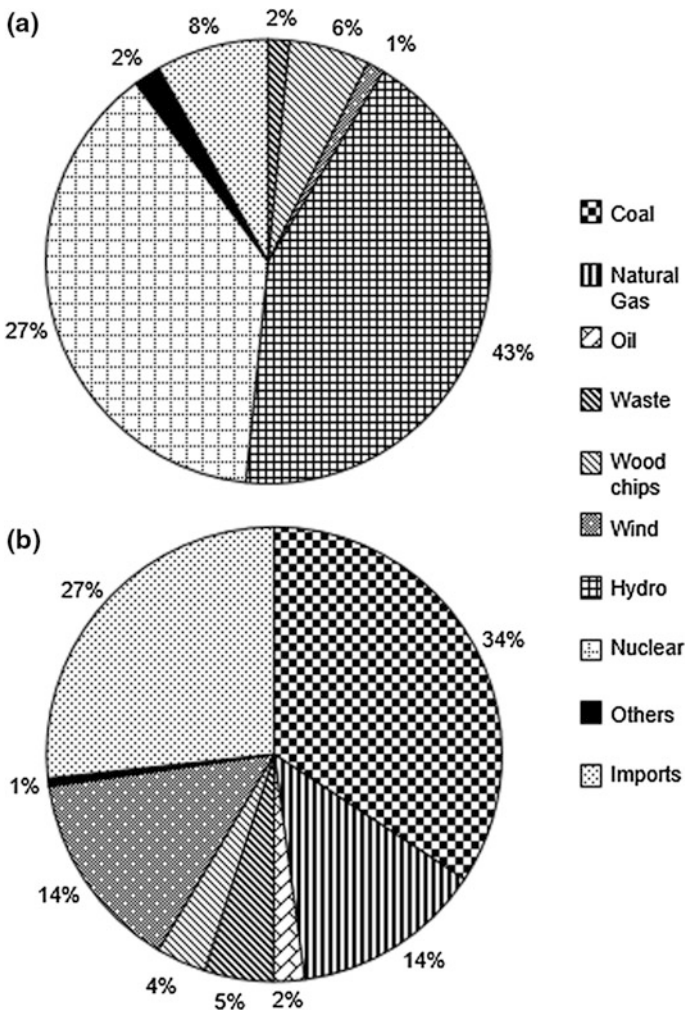 (a)
2%
8%
2%
6%
1%
27%
43%
(b)
27%
34%
1%
14%
4%
5%
2%
14%
Coal
Natural
Gas
Oil
Waste
Wood
chips
Wind
Hydro
Nuclear
Others
Imports